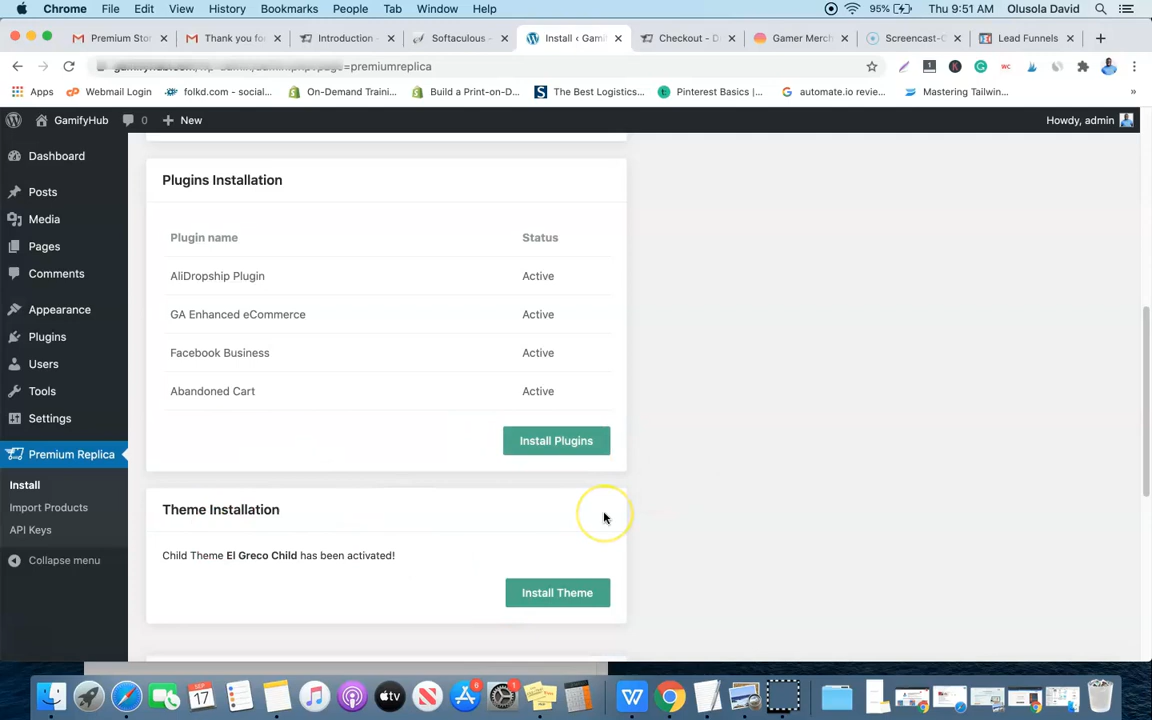 Chrome File Edit View History Bookmarks People Tab Window Help 95% Thu 9:51 AM Olusola David
Premium Stor Thank you fo Introduction Softaculous - Install ‹ Gamif Checkout - D Gamer Merch Screencast-O Lead Funnels
wp-admin/admin.php?page=premiumreplica
Apps Webmail Login folkd.com - social... On-Demand Traini... Build a Print-on-D... The Best Logistics... Pinterest Basics |... automate.io revie... Mastering Tailwin...
GamifyHub 0 New Howdy, admin
Dashboard
Posts
Media
Pages
Comments
Appearance
Plugins
Users
Tools
Settings
Premium Replica
Install
Import Products
API Keys
Collapse menu
Plugins Installation
Plugin name Status
AliDropship Plugin Active
GA Enhanced eCommerce Active
Facebook Business Active
Abandoned Cart Active
Install Plugins
Theme Installation
Child Theme El Greco Child has been activated!
Install Theme
SEP
17